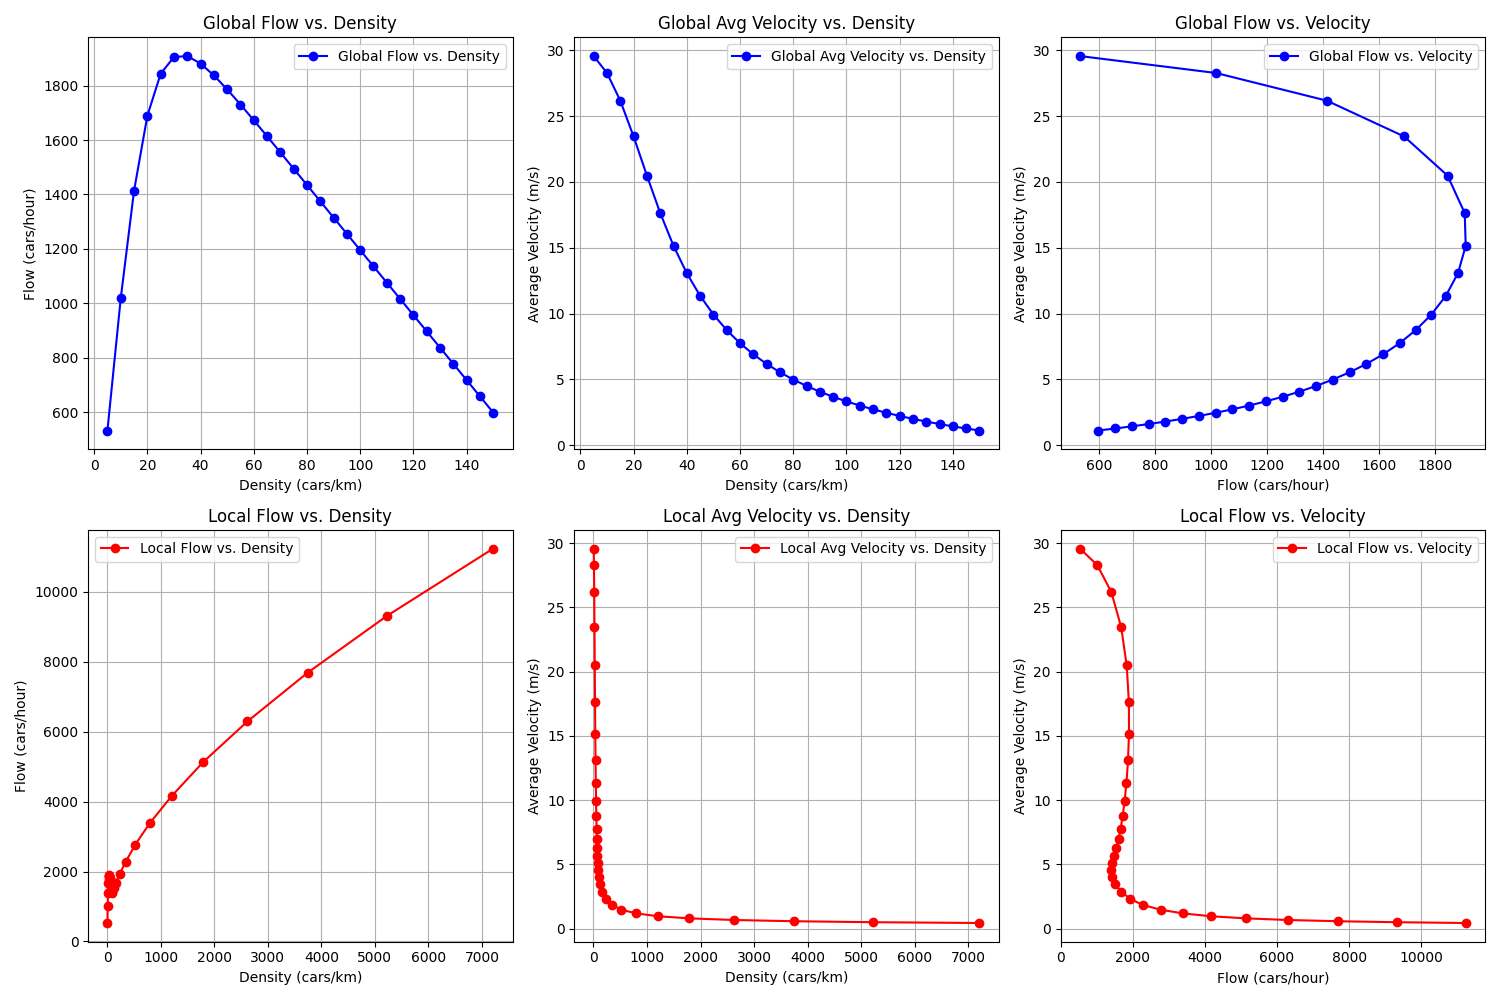 Global Flow vs. Density
Global Flow vs. Density
Flow (cars/hour)
1800
1600
1400
1200
1000
800
600
0 20 40 60 80 100 120 140
Density (cars/km)
Global Avg Velocity vs. Density
Global Avg Velocity vs. Density
Average Velocity (m/s)
30
25
20
15
10
5
0
0 20 40 60 80 100 120 140
Density (cars/km)
Global Flow vs. Velocity
Global Flow vs. Velocity
Average Velocity (m/s)
30
25
20
15
10
5
0
600 800 1000 1200 1400 1600 1800
Flow (cars/hour)
Local Flow vs. Density
Local Flow vs. Density
Flow (cars/hour)
10000
8000
6000
4000
2000
0
0 1000 2000 3000 4000 5000 6000 7000
Density (cars/km)
Local Avg Velocity vs. Density
Local Avg Velocity vs. Density
Average Velocity (m/s)
30
25
20
15
10
5
0
0 1000 2000 3000 4000 5000 6000 7000
Density (cars/km)
Local Flow vs. Velocity
Local Flow vs. Velocity
Average Velocity (m/s)
30
25
20
15
10
5
0
0 2000 4000 6000 8000 10000
Flow (cars/hour)